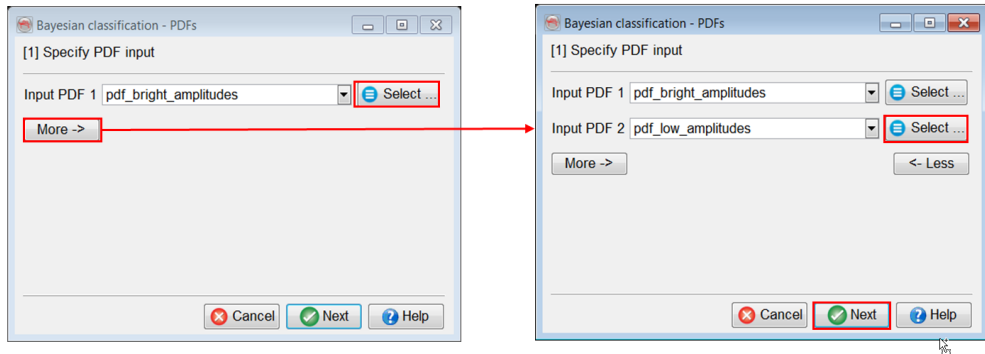 Bayesian classification - PDFs
[1] Specify PDF input
Input PDF 1 pdf_bright_amplitudes Select ...
More ->
Cancel Next Help
Bayesian classification - PDFs
[1] Specify PDF input
Input PDF 1 pdf_bright_amplitudes Select ...
Input PDF 2 pdf_low_amplitudes Select ...
More -> <- Less
Cancel Next Help